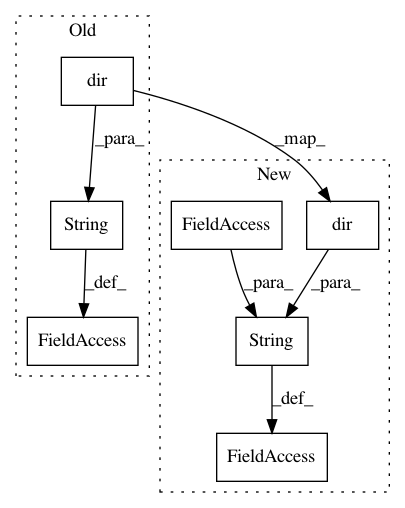 Old
dir
_para_
_map_
New
String
FieldAccess
dir
_def_
_para_
_para_
FieldAccess
String
_def_
FieldAccess